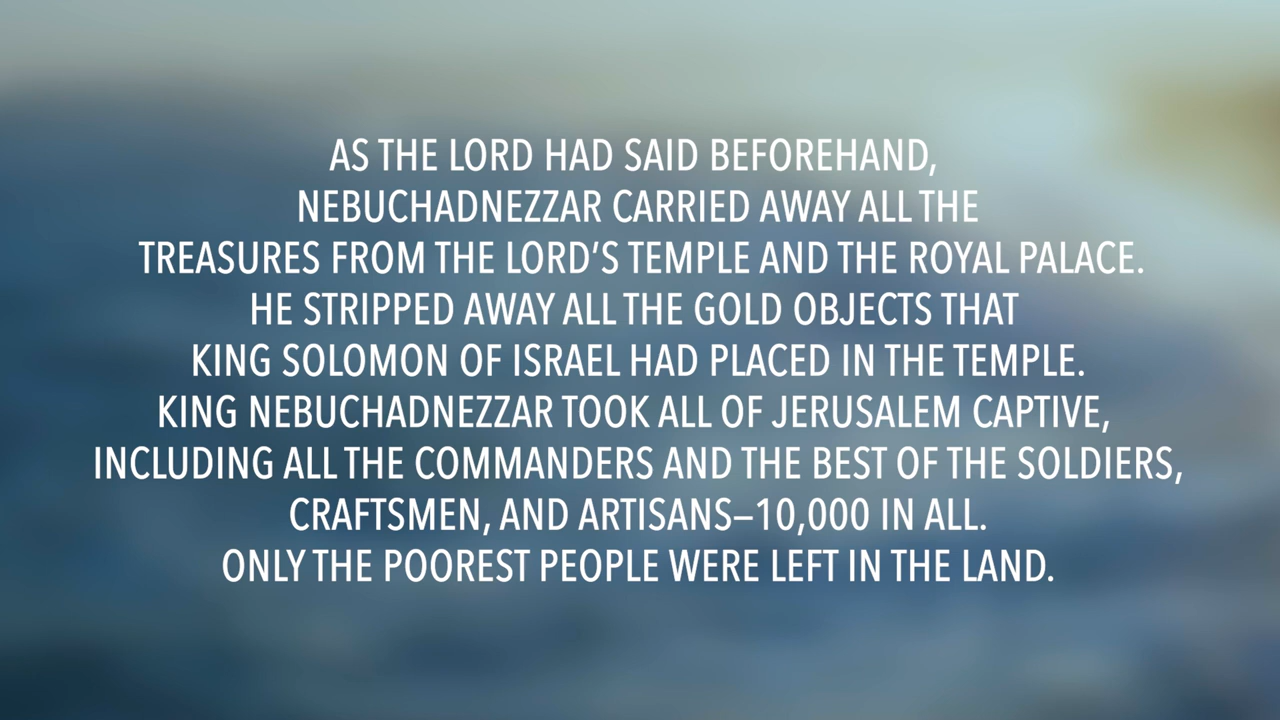 AS THE LORD HAD SAID BEFOREHAND,
NEBUCHADNEZZAR CARRIED AWAY ALL THE
TREASURES FROM THE LORD’S TEMPLE AND THE ROYAL PALACE.
HE STRIPPED AWAY ALL THE GOLD OBJECTS THAT
KING SOLOMON OF ISRAEL HAD PLACED IN THE TEMPLE.
KING NEBUCHADNEZZAR TOOK ALL OF JERUSALEM CAPTIVE,
INCLUDING ALL THE COMMANDERS AND THE BEST OF THE SOLDIERS,
CRAFTSMEN, AND ARTISANS–10,000 IN ALL.
ONLY THE POOREST PEOPLE WERE LEFT IN THE LAND.